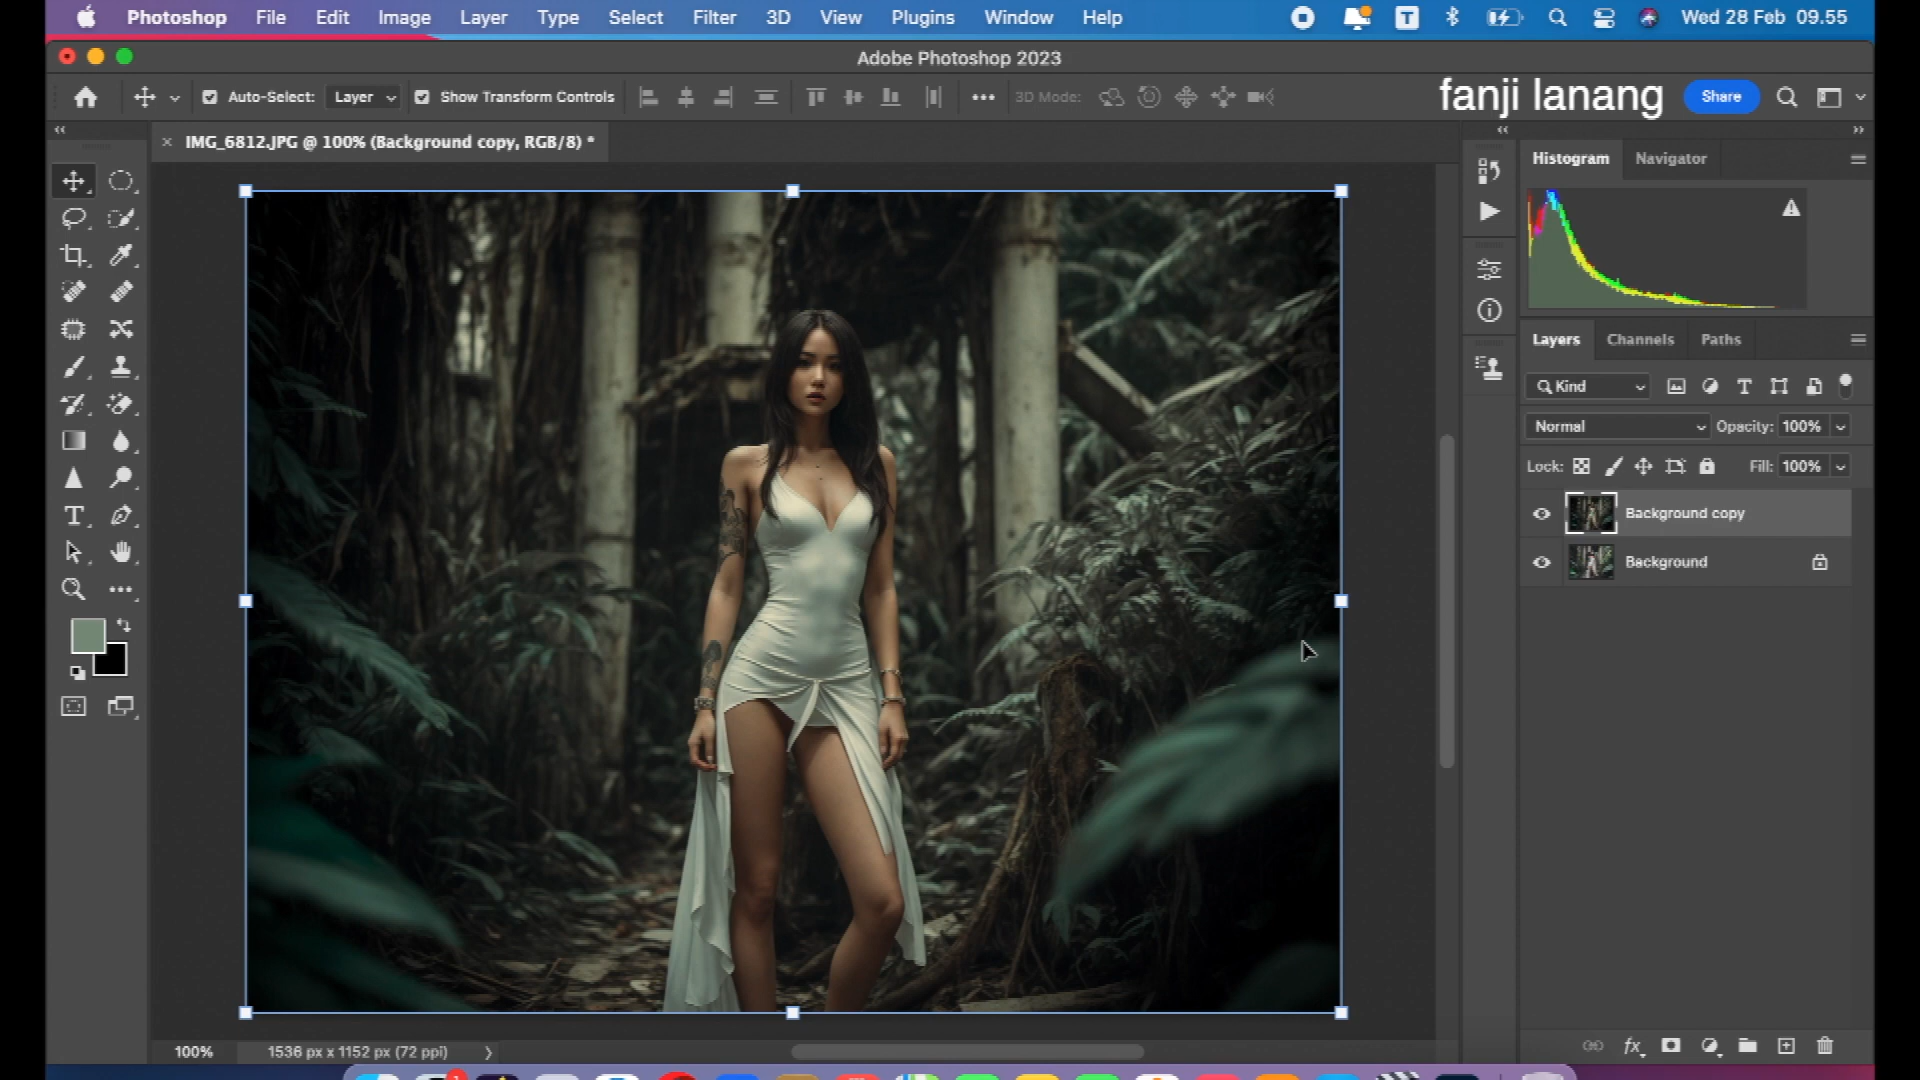 Photoshop File Edit Image Layer Type Select Filter 3D View Plugins Window Help T Wed 28 Feb 09.55
Adobe Photoshop 2023
Auto-Select: Layer Show Transform Controls 3D Mode: fanji lanang Share
IMG_6812.JPG @ 100% (Background copy, RGB/8) *
Histogram Navigator
Layers Channels Paths
Kind
Normal Opacity: 100%
Lock: Fill: 100%
Background copy
Background
100% 1536 px x 1152 px (72 ppi)